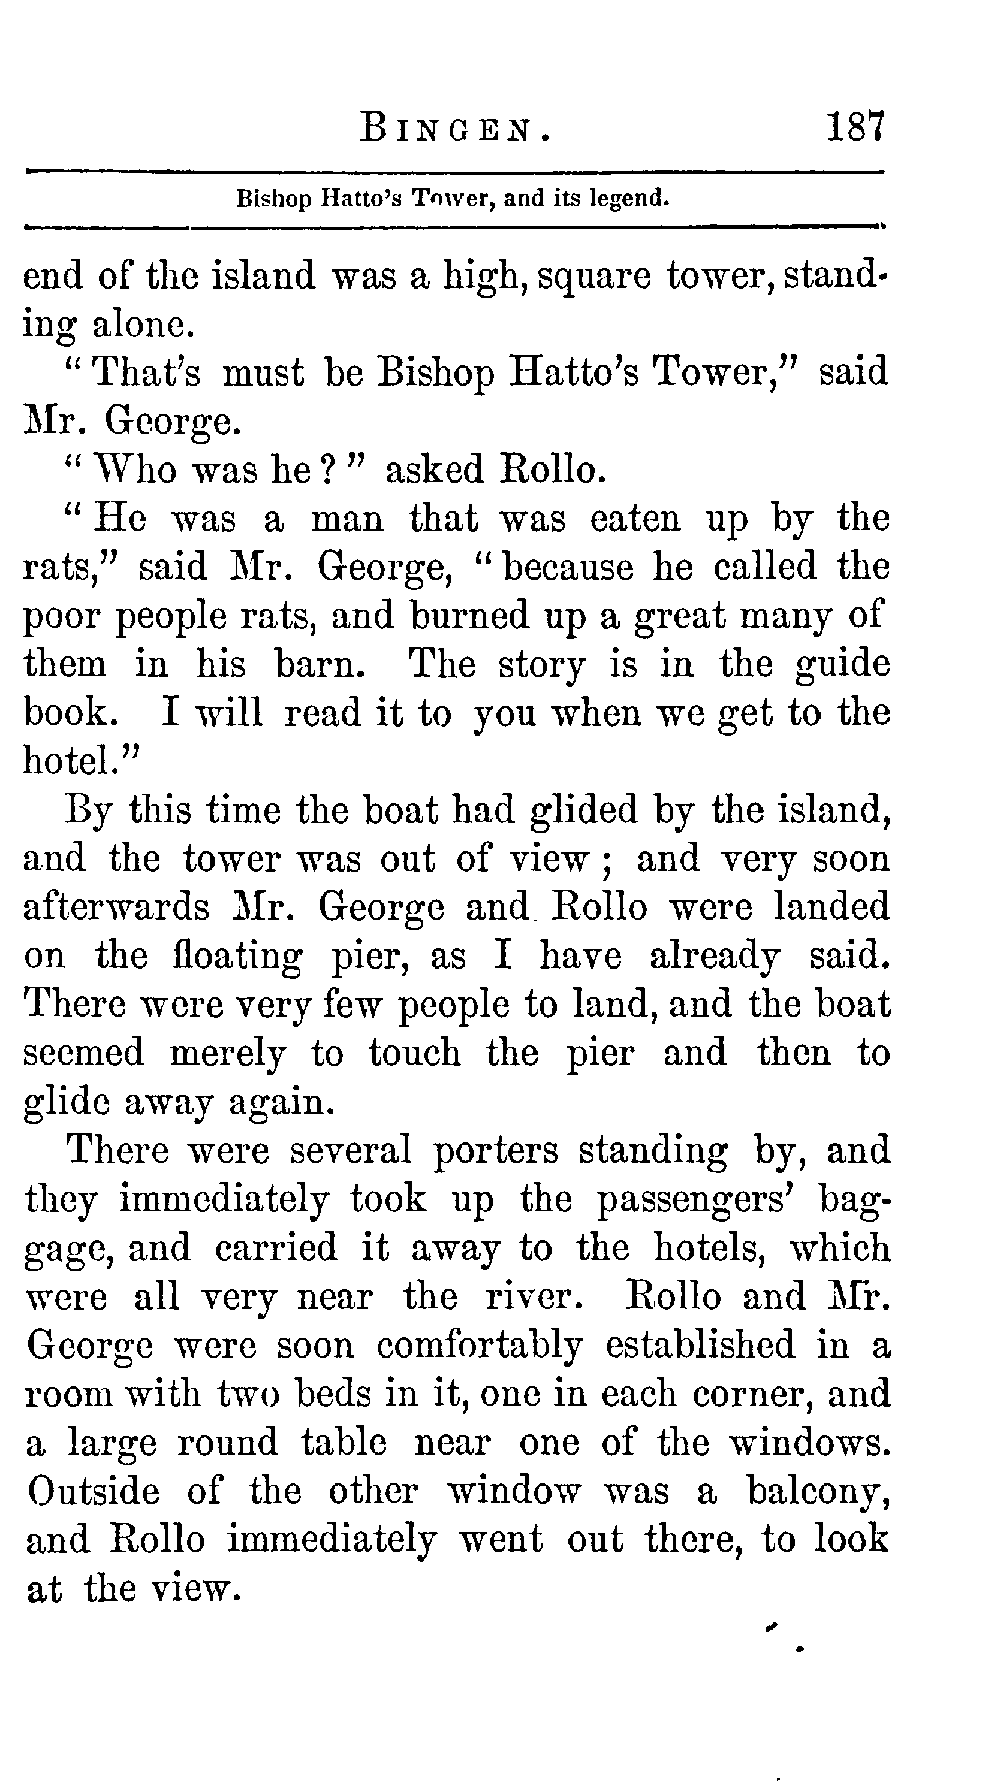 BINGEN. 187
Bishop Hatto's Tower, and its legend.
end of the island was a high, square tower, stand-
ing alone.
"That's must be Bishop Hatto's Tower," said
Mr. George.
"Who was he?" asked Rollo.
"He was a man that was eaten up by the
rats," said Mr. George, "because he called the
poor people rats, and burned up a great many of
them in his barn. The story is in the guide
book. I will read it to you when we get to the
hotel."
By this time the boat had glided by the island,
and the tower was out of view; and very soon
afterwards Mr. George and Rollo were landed
on the floating pier, as I have already said.
There were very few people to land, and the boat
seemed merely to touch the pier and then to
glide away again.
There were several porters standing by, and
they immediately took up the passengers' bag-
gage, and carried it away to the hotels, which
were all very near the river. Rollo and Mr.
George were soon comfortably established in a
room with two beds in it, one in each corner, and
a large round table near one of the windows.
Outside of the other window was a balcony,
and Rollo immediately went out there, to look
at the view.